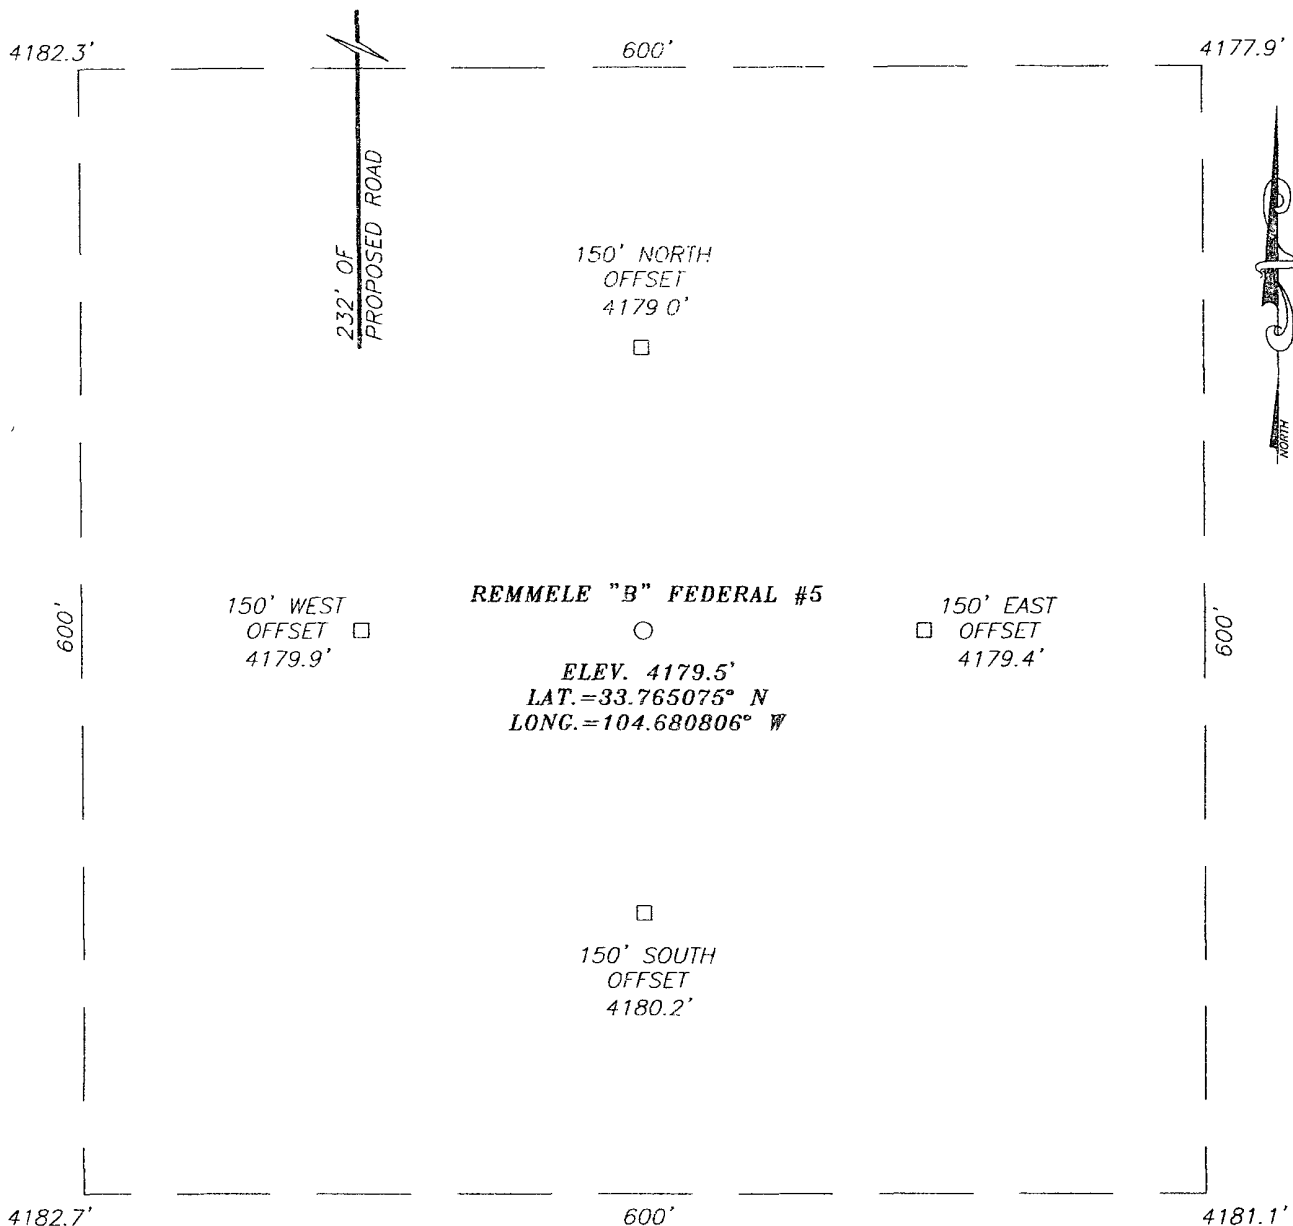 4182.3'
600'
4177.9'
232' OF
PROPOSED ROAD
150' NORTH
OFFSET
4179 0'
NORTH
600'
150' WEST
OFFSET
4179.9'
REMMELE "B" FEDERAL #5
ELEV. 4179.5'
LAT.=33.765075° N
LONG.=104.680806° W
150' EAST
OFFSET
4179.4'
600'
150' SOUTH
OFFSET
4180.2'
4182.7'
600'
4181.1'